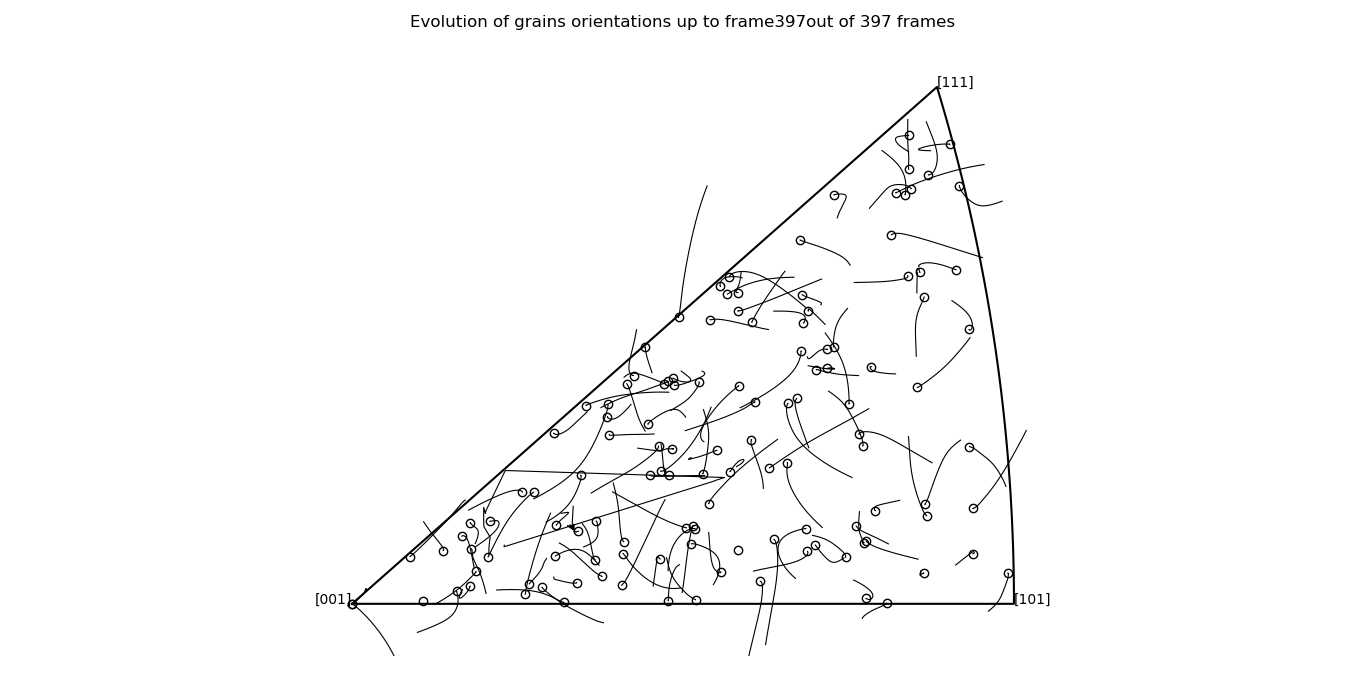 Evolution of grains orientations up to frame397out of 397 frames
[111]
[001]
[101]